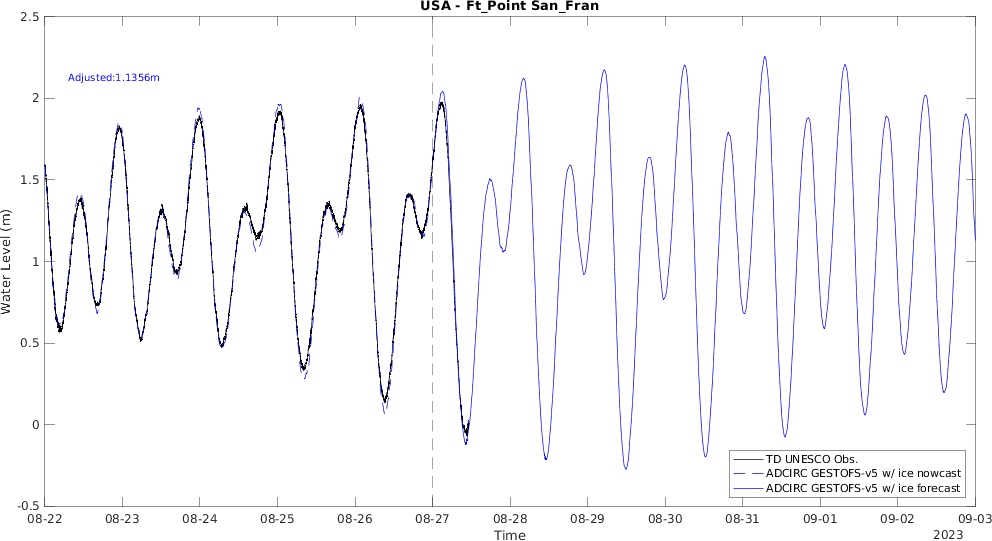 USA - Ft_Point San_Fran
Adjusted:1.1356m
Water Level (m)
2.5
2
1.5
1
0.5
0
-0.5
08-22 08-23 08-24 08-25 08-26 08-27 08-28 08-29 08-30 08-31 09-01 09-02 09-03
Time
2023
TD UNESCO Obs.
ADCIRC GESTOFS-v5 w/ ice nowcast
ADCIRC GESTOFS-v5 w/ ice forecast